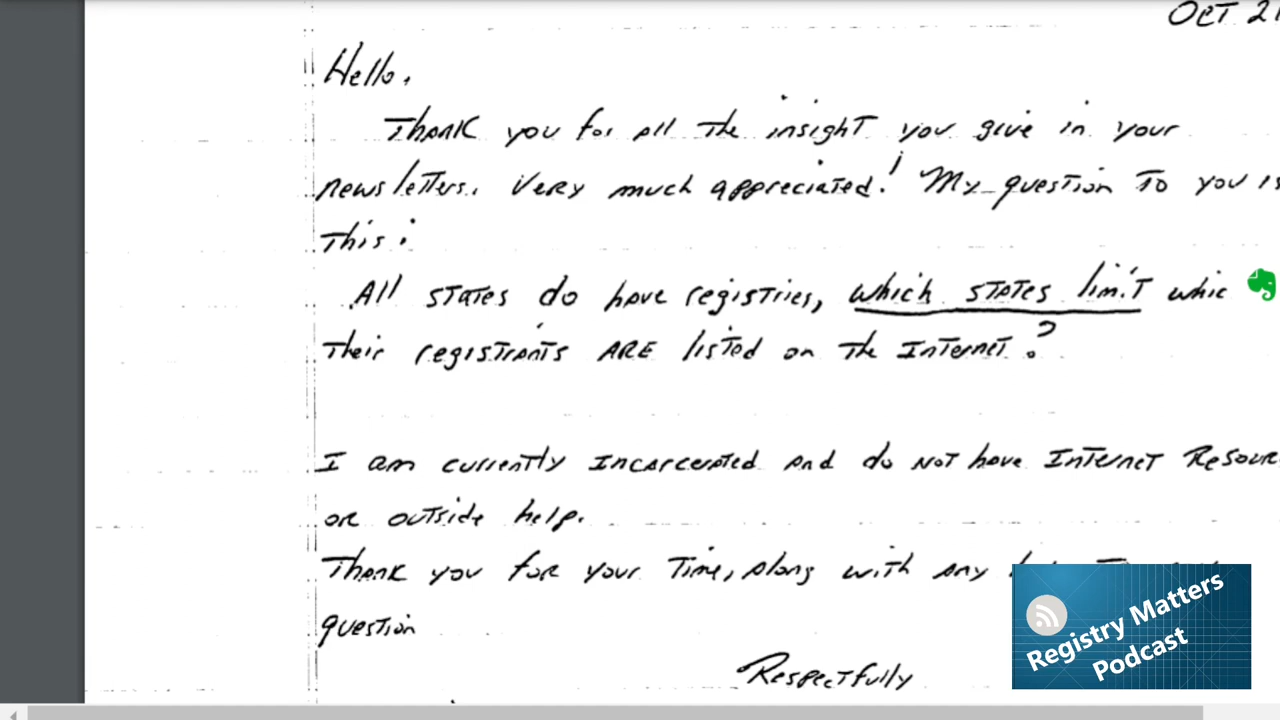 OCT 21
Hello,
Thank you for all the insight you give in your
newsletters. Very much appreciated! My question to you is
this:
All states do have registries, which states limit whic
their registrants ARE listed on the Internet?
I am currently Incarcerated and do not have Internet Resour
or outside help.
Thank you for your time, along with any
question
Respectfully
Registry Matters
Podcast